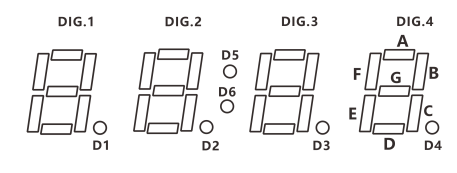 DIG.1 DIG.2 DIG.3 DIG.4
A
D5
F G B
D6
E C
D1 D2 D3 D D4